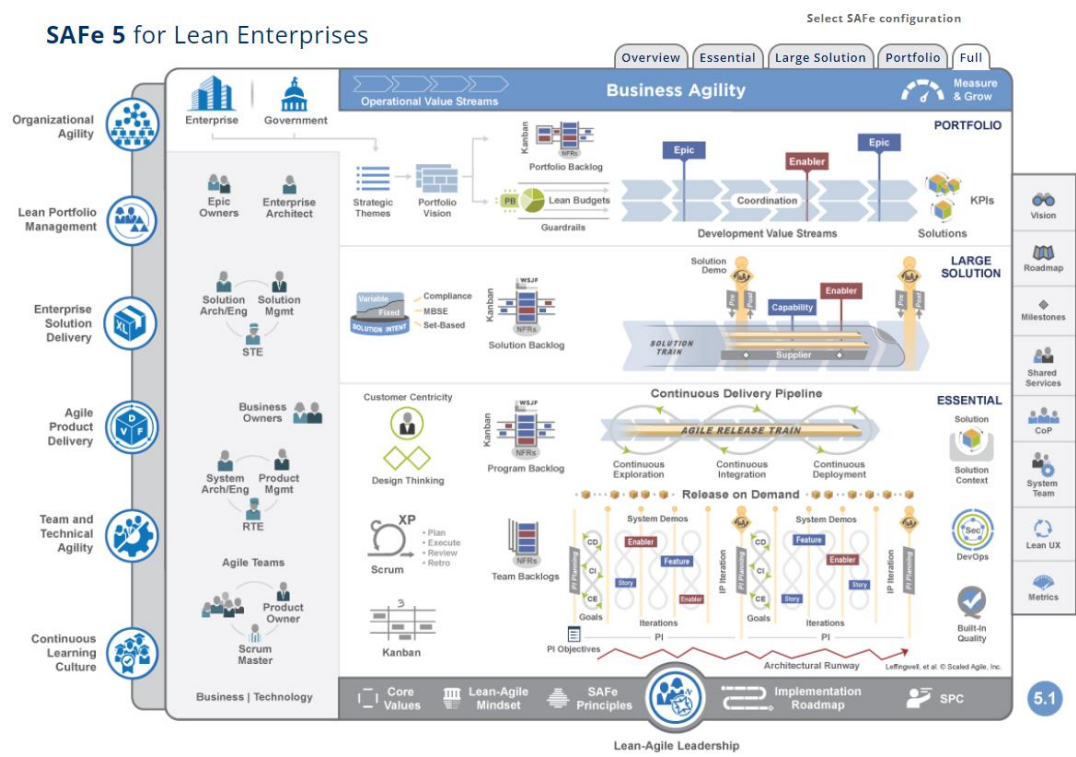 Select SAFe configuration
SAFe 5 for Lean Enterprises
Overview
Essential
Large Solution
Portfolio
Full
Organizational
Agility
Lean Portfolio
Management
Enterprise
Solution
Delivery
Agile
Product
Delivery
Team and
Technical
Agility
Continuous
Learning
Culture
XL
D
V F
Enterprise
Government
Operational Value Streams
Business Agility
Measure
& Grow
PORTFOLIO
Epic
Owners
Enterprise
Architect
Strategic
Themes
Portfolio
Vision
Kanban
NFRs
Portfolio Backlog
PB
Lean Budgets
Guardrails
Epic
Enabler
Epic
Coordination
Development Value Streams
KPIs
Solutions
LARGE
SOLUTION
Solution
Arch/Eng
Solution
Mgmt
STE
Variable
Fixed
SOLUTION INTENT
Compliance
MBSE
Set-Based
Kanban
WSJF
NFRs
Solution Backlog
Solution
Demo
Pre
Post
Capability
Enabler
Pre
Post
SOLUTION
TRAIN
Supplier
ESSENTIAL
Business
Owners
System
Arch/Eng
Product
Mgmt
RTE
Agile Teams
Product
Owner
Scrum
Master
Business | Technology
Customer Centricity
Design Thinking
Kanban
WSJF
NFRs
Program Backlog
Continuous Delivery Pipeline
AGILE RELEASE TRAIN
Continuous
Exploration
Continuous
Integration
Continuous
Deployment
Solution
Solution
Context
Release on Demand
XP
Scrum
• Plan
• Execute
• Review
• Retro
3
Kanban
NFRs
Team Backlogs
System Demos
System Demos
PI Planning
CD
CI
CE
Goals
Enabler
Feature
Story
Enabler
Iterations
IP Iteration
PI Planning
CD
CI
CE
Goals
Feature
Enabler
Story
Story
Iterations
IP Iteration
PI
PI
PI Objectives
Architectural Runway
Sec
DevOps
Built-In
Quality
Leffingwell, et al. © Scaled Agile, Inc.
Core
Values
Lean-Agile
Mindset
SAFe
Principles
Implementation
Roadmap
SPC
Lean-Agile Leadership
Vision
Roadmap
Milestones
Shared
Services
CoP
System
Team
Lean UX
Metrics
5.1